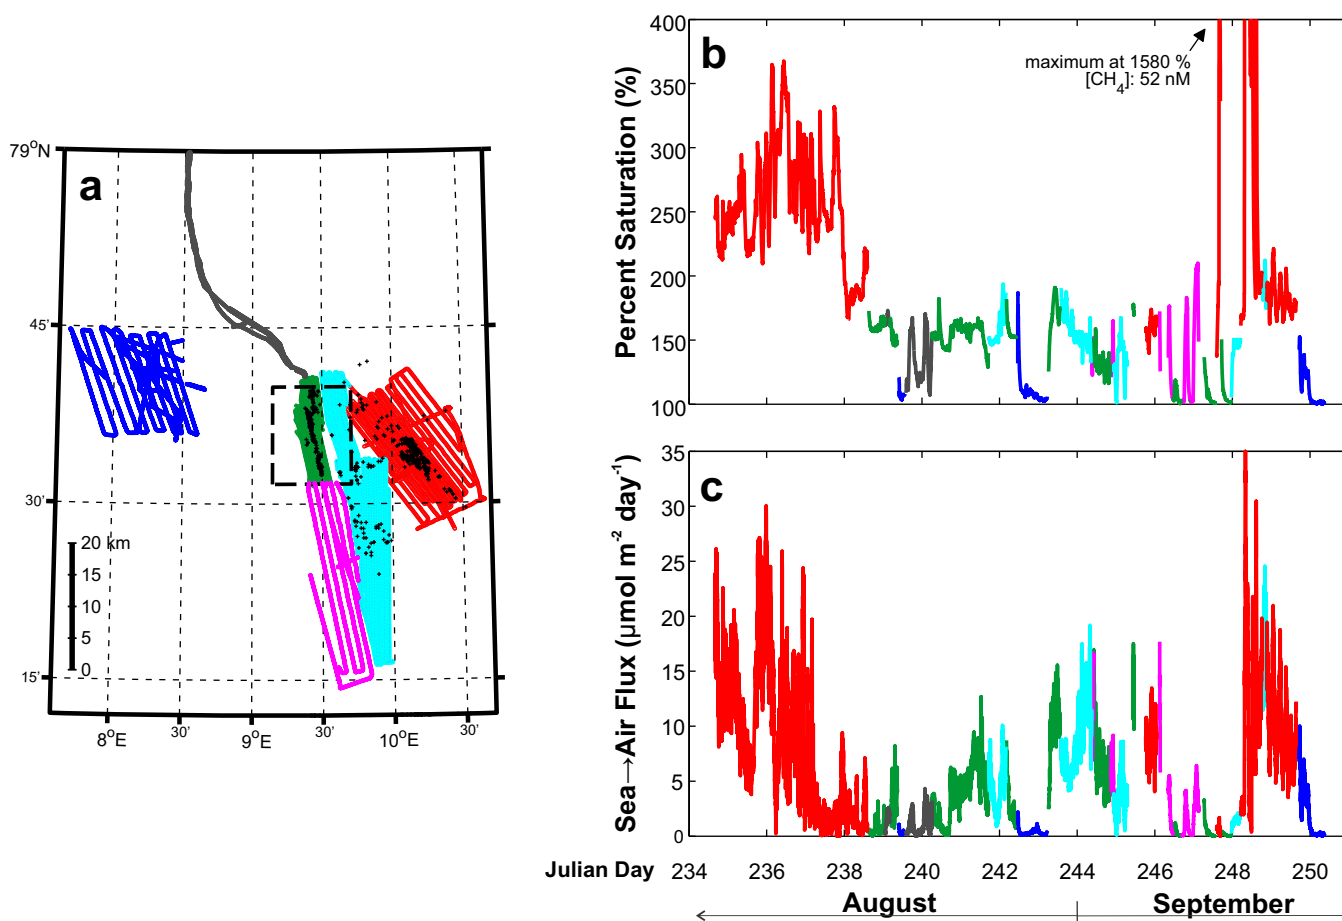 a
79°N
45'
30'
15'
20 km
15
10
5
0
8°E
30'
9°E
30'
10°E
30'
b
Percent Saturation (%)
400
350
300
250
200
150
100
maximum at 1580 %
[CH₄]: 52 nM
c
Sea→Air Flux (µmol m⁻² day⁻¹)
35
30
25
20
15
10
5
0
Julian Day 234 236 238 240 242 244 246 248 250
August September